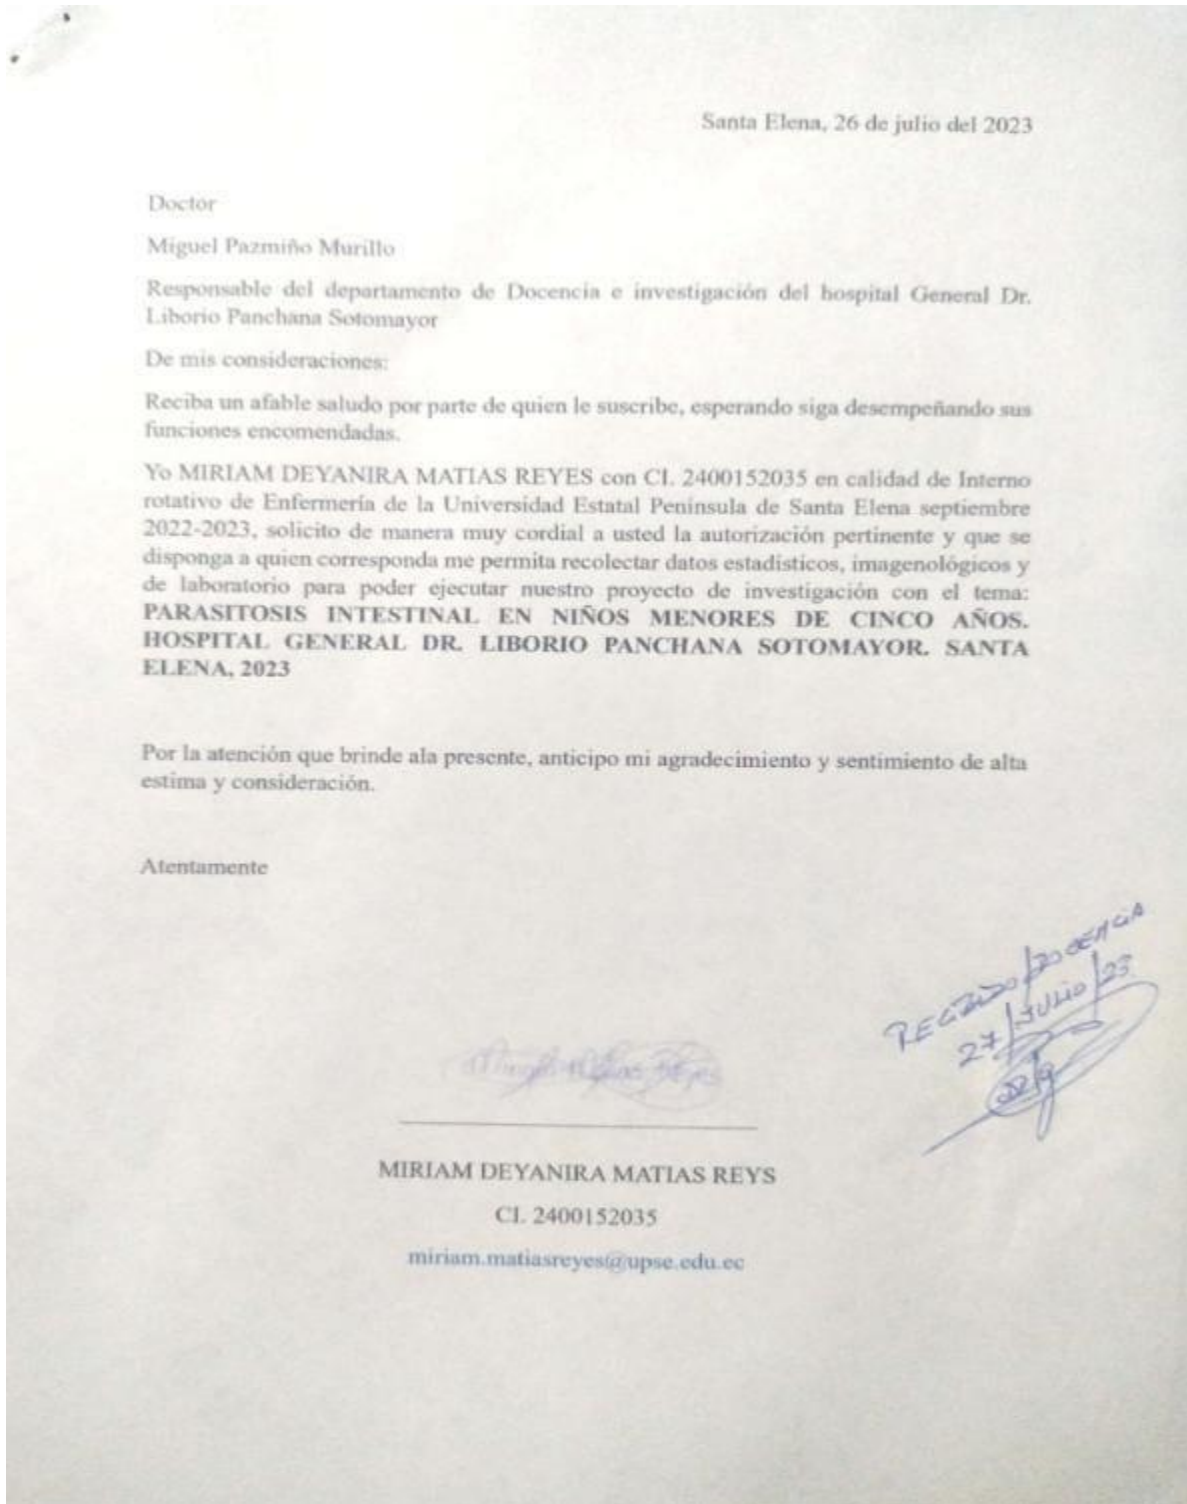 Santa Elena, 26 de julio del 2023
Doctor
Miguel Pazmiño Murillo
Responsable del departamento de Docencia e investigación del hospital General Dr.
Liborio Panchana Sotomayor
De mis consideraciones:
Reciba un afable saludo por parte de quien le suscribe, esperando siga desempeñando sus
funciones encomendadas.
Yo MIRIAM DEYANIRA MATIAS REYES con CI. 2400152035 en calidad de Interno
rotativo de Enfermería de la Universidad Estatal Península de Santa Elena septiembre
2022-2023, solicito de manera muy cordial a usted la autorización pertinente y que se
disponga a quien corresponda me permita recolectar datos estadísticos, imagenológicos y
de laboratorio para poder ejecutar nuestro proyecto de investigación con el tema:
PARASITOSIS INTESTINAL EN NIÑOS MENORES DE CINCO AÑOS.
HOSPITAL GENERAL DR. LIBORIO PANCHANA SOTOMAYOR. SANTA
ELENA, 2023
Por la atención que brinde ala presente, anticipo mi agradecimiento y sentimiento de alta
estima y consideración.
Atentamente
RECIBIDO/DOCENCIA
27/JULIO/23
Miriam Matias Reyes
MIRIAM DEYANIRA MATIAS REYS
CI. 2400152035
miriam.matiasreyes@upse.edu.ec